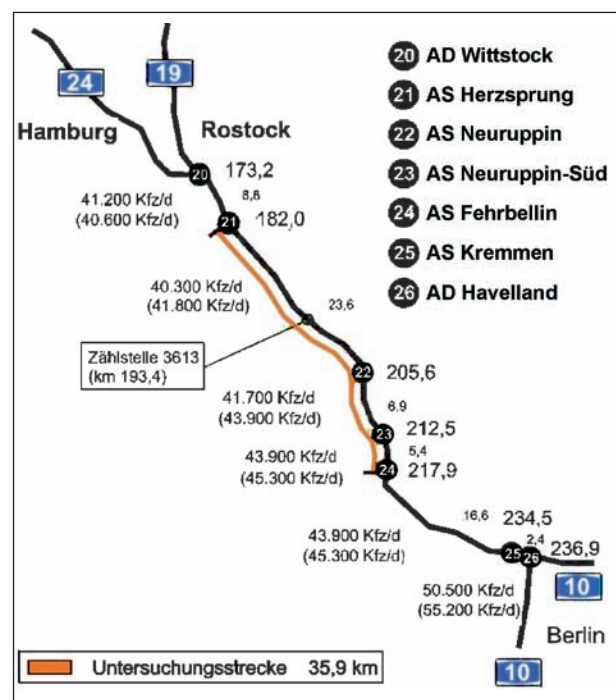 19
24
Hamburg
Rostock
20 AD Wittstock
21 AS Herzsprung
22 AS Neuruppin
23 AS Neuruppin-Süd
24 AS Fehrbellin
25 AS Kremmen
26 AD Havelland
20
173,2
41.200 Kfz/d
(40.600 Kfz/d)
8,8
21
182,0
40.300 Kfz/d
(41.800 Kfz/d)
23,6
Zählstelle 3613
(km 193,4)
22
205,6
41.700 Kfz/d
(43.900 Kfz/d)
6,9
23
212,5
5,4
43.900 Kfz/d
(45.300 Kfz/d)
24
217,9
16,6
234,5
43.900 Kfz/d
(45.300 Kfz/d)
2,4
25
26
236,9
10
50.500 Kfz/d
(55.200 Kfz/d)
Berlin
10
Untersuchungsstrecke 35,9 km